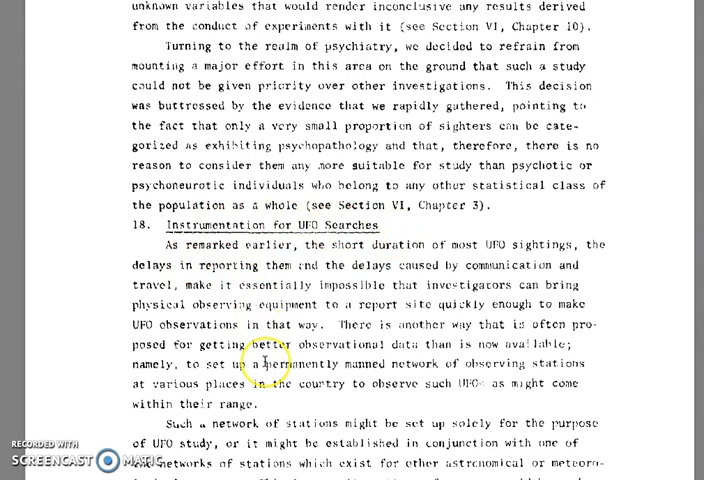 unknown variables that would render inconclusive any results derived
from the conduct of experiments with it (see Section VI, Chapter 10).
Turning to the realm of psychiatry, we decided to refrain from
mounting a major effort in this area on the ground that such a study
could not be given priority over other investigations. This decision
was buttressed by the evidence that we rapidly gathered, pointing to
the fact that only a very small proportion of sighters can be cate-
gorized as exhibiting psychopathology and that, therefore, there is no
reason to consider them any more suitable for study than psychotic or
psychoneurotic individuals who belong to any other statistical class of
the population as a whole (see Section VI, Chapter 3).
18. Instrumentation for UFO Searches
As remarked earlier, the short duration of most UFO sightings, the
delays in reporting them and the delays caused by communication and
travel, make it essentially impossible that investigators can bring
physical observing equipment to a report site quickly enough to make
UFO observations in that way. There is another way that is often pro-
posed for getting better observational data than is now available;
namely, to set up a permanently manned network of observing stations
at various places in the country to observe such UFOs as might come
within their range.
Such a network of stations might be set up solely for the purpose
of UFO study, or it might be established in conjunction with one of
the networks of stations which exist for other astronomical or meteoro-
RECORDED WITH
SCREENCAST MATIC